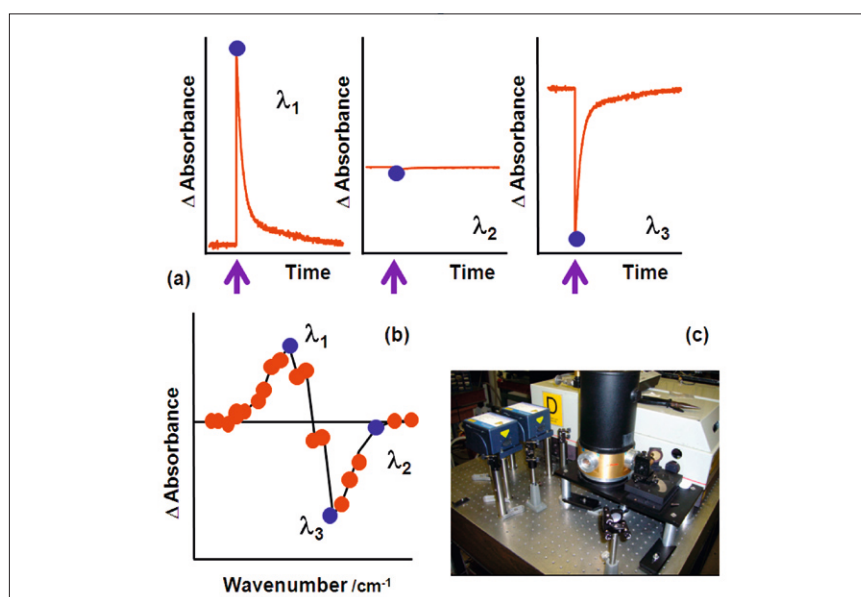 Δ Absorbance
λ1
Time
(a)
Δ Absorbance
λ2
Time
Δ Absorbance
λ3
Time
(b)
Δ Absorbance
λ1
λ2
λ3
Wavenumber /cm-1
(c)
D